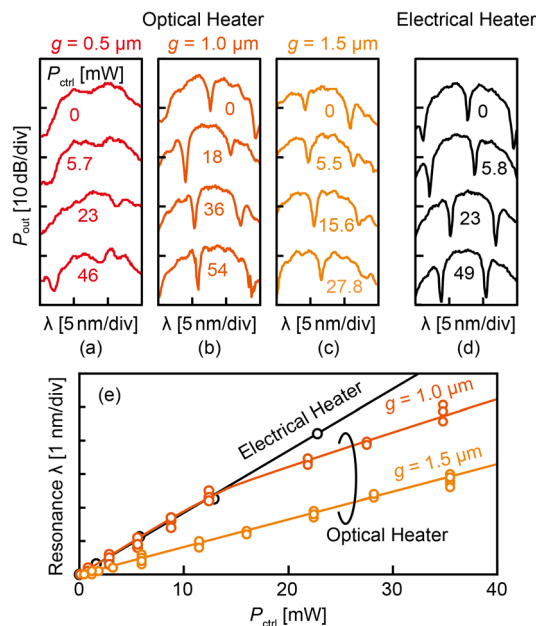 Optical Heater
Electrical Heater
g = 0.5 µm
g = 1.0 µm
g = 1.5 µm
P_ctrl [mW]
0
5.7
23
46
0
18
36
54
0
5.5
15.6
27.8
0
5.8
23
49
P_out [10 dB/div]
λ [5 nm/div]
λ [5 nm/div]
λ [5 nm/div]
λ [5 nm/div]
(a)
(b)
(c)
(d)
(e)
Resonance λ [1 nm/div]
Electrical Heater
g = 1.0 µm
g = 1.5 µm
Optical Heater
0
10
20
30
40
P_ctrl [mW]